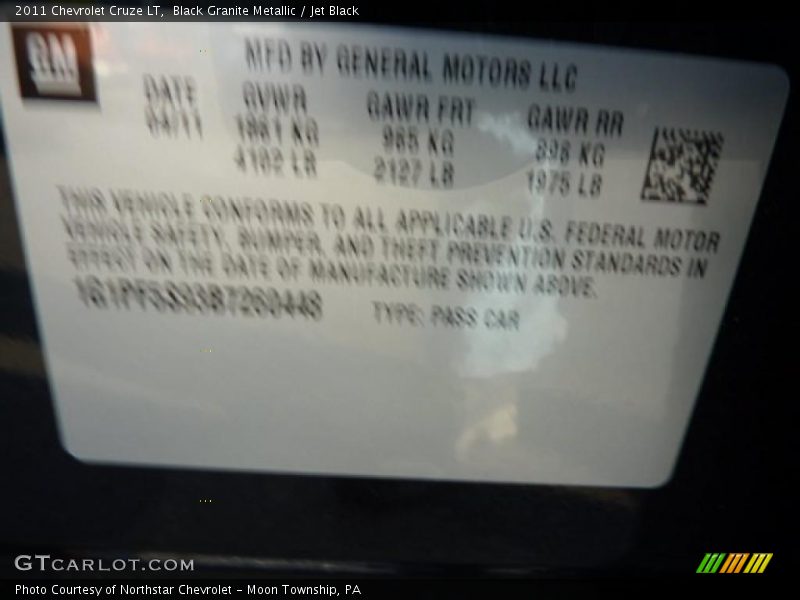 2011 Chevrolet Cruze LT, Black Granite Metallic / Jet Black
GM
MFD BY GENERAL MOTORS LLC
DATE GVWR GAWR FRT GAWR RR
04/11 1861 KG 965 KG 896 KG
4102 LB 2127 LB 1975 LB
THIS VEHICLE CONFORMS TO ALL APPLICABLE U.S. FEDERAL MOTOR
VEHICLE SAFETY, BUMPER, AND THEFT PREVENTION STANDARDS IN
EFFECT ON THE DATE OF MANUFACTURE SHOWN ABOVE.
TYPE: PASS CAR
GTCARLOT.COM
Photo Courtesy of Northstar Chevrolet – Moon Township, PA